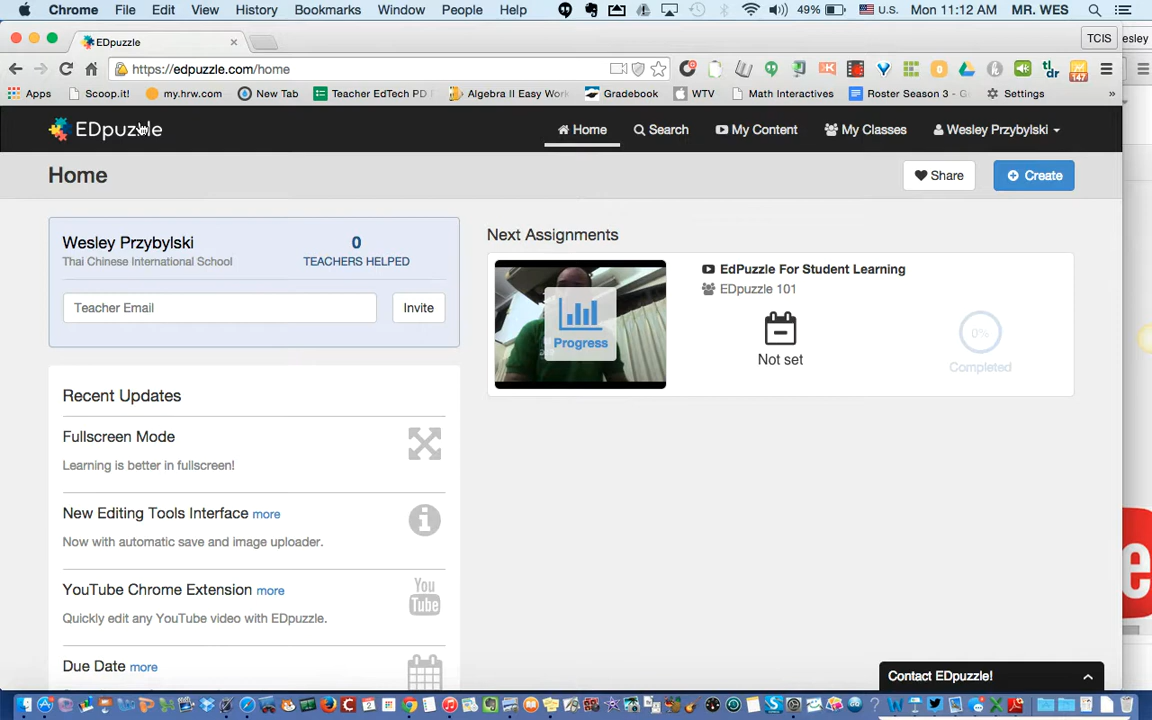 Chrome File Edit View History Bookmarks Window People Help 49% U.S. Mon 11:12 AM MR. WES
EDpuzzle TCIS esley
https://edpuzzle.com/home 147
Apps Scoop.it! my.hrw.com New Tab Teacher EdTech PD Algebra II Easy Wor Gradebook WTV Math Interactives Roster Season 3 - G Settings »
EDpuzzle Home Search My Content My Classes Wesley Przybylski
Home Share Create
Wesley Przybylski
Thai Chinese International School
0
TEACHERS HELPED
Teacher Email Invite
Next Assignments
Progress
EdPuzzle For Student Learning
EDpuzzle 101
Not set
0%
Completed
Recent Updates
Fullscreen Mode
Learning is better in fullscreen!
New Editing Tools Interface more
Now with automatic save and image uploader.
YouTube Chrome Extension more
Quickly edit any YouTube video with EDpuzzle.
You
Tube
Due Date more
Contact EDpuzzle!